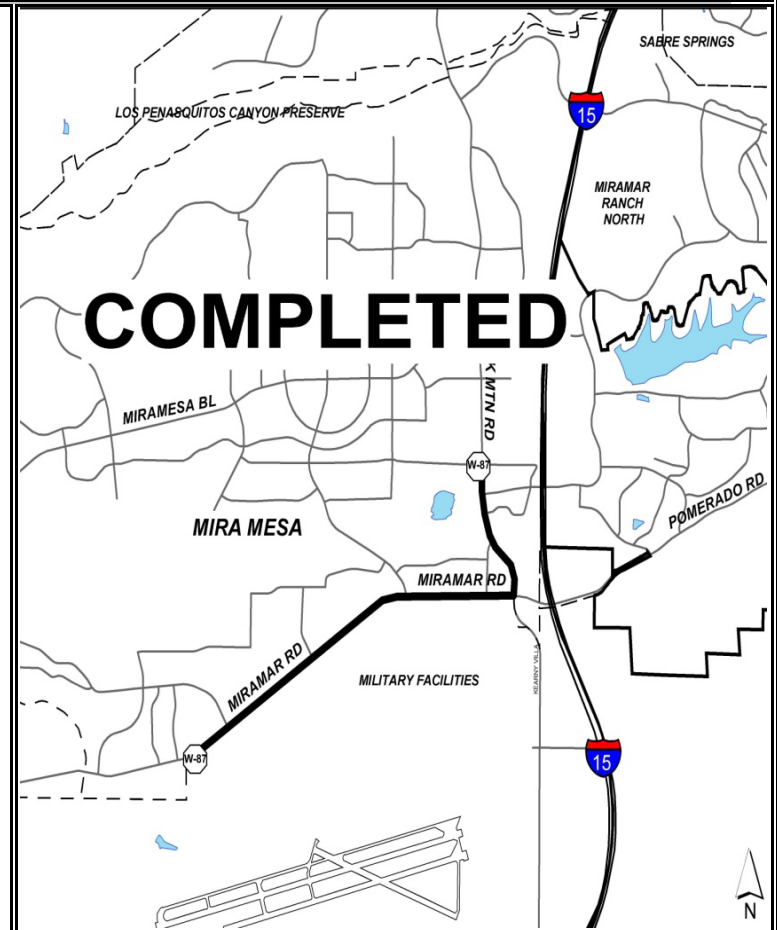 SABRE SPRINGS
LOS PENASQUITOS CANYON PRESERVE
15
MIRAMAR
RANCH
NORTH
COMPLETED
K MTN RD
MIRAMESA BL
W-87
POMERADO RD
MIRA MESA
MIRAMAR RD
MIRAMAR RD
KEARNY VILLA
MILITARY FACILITIES
W-87
15
N